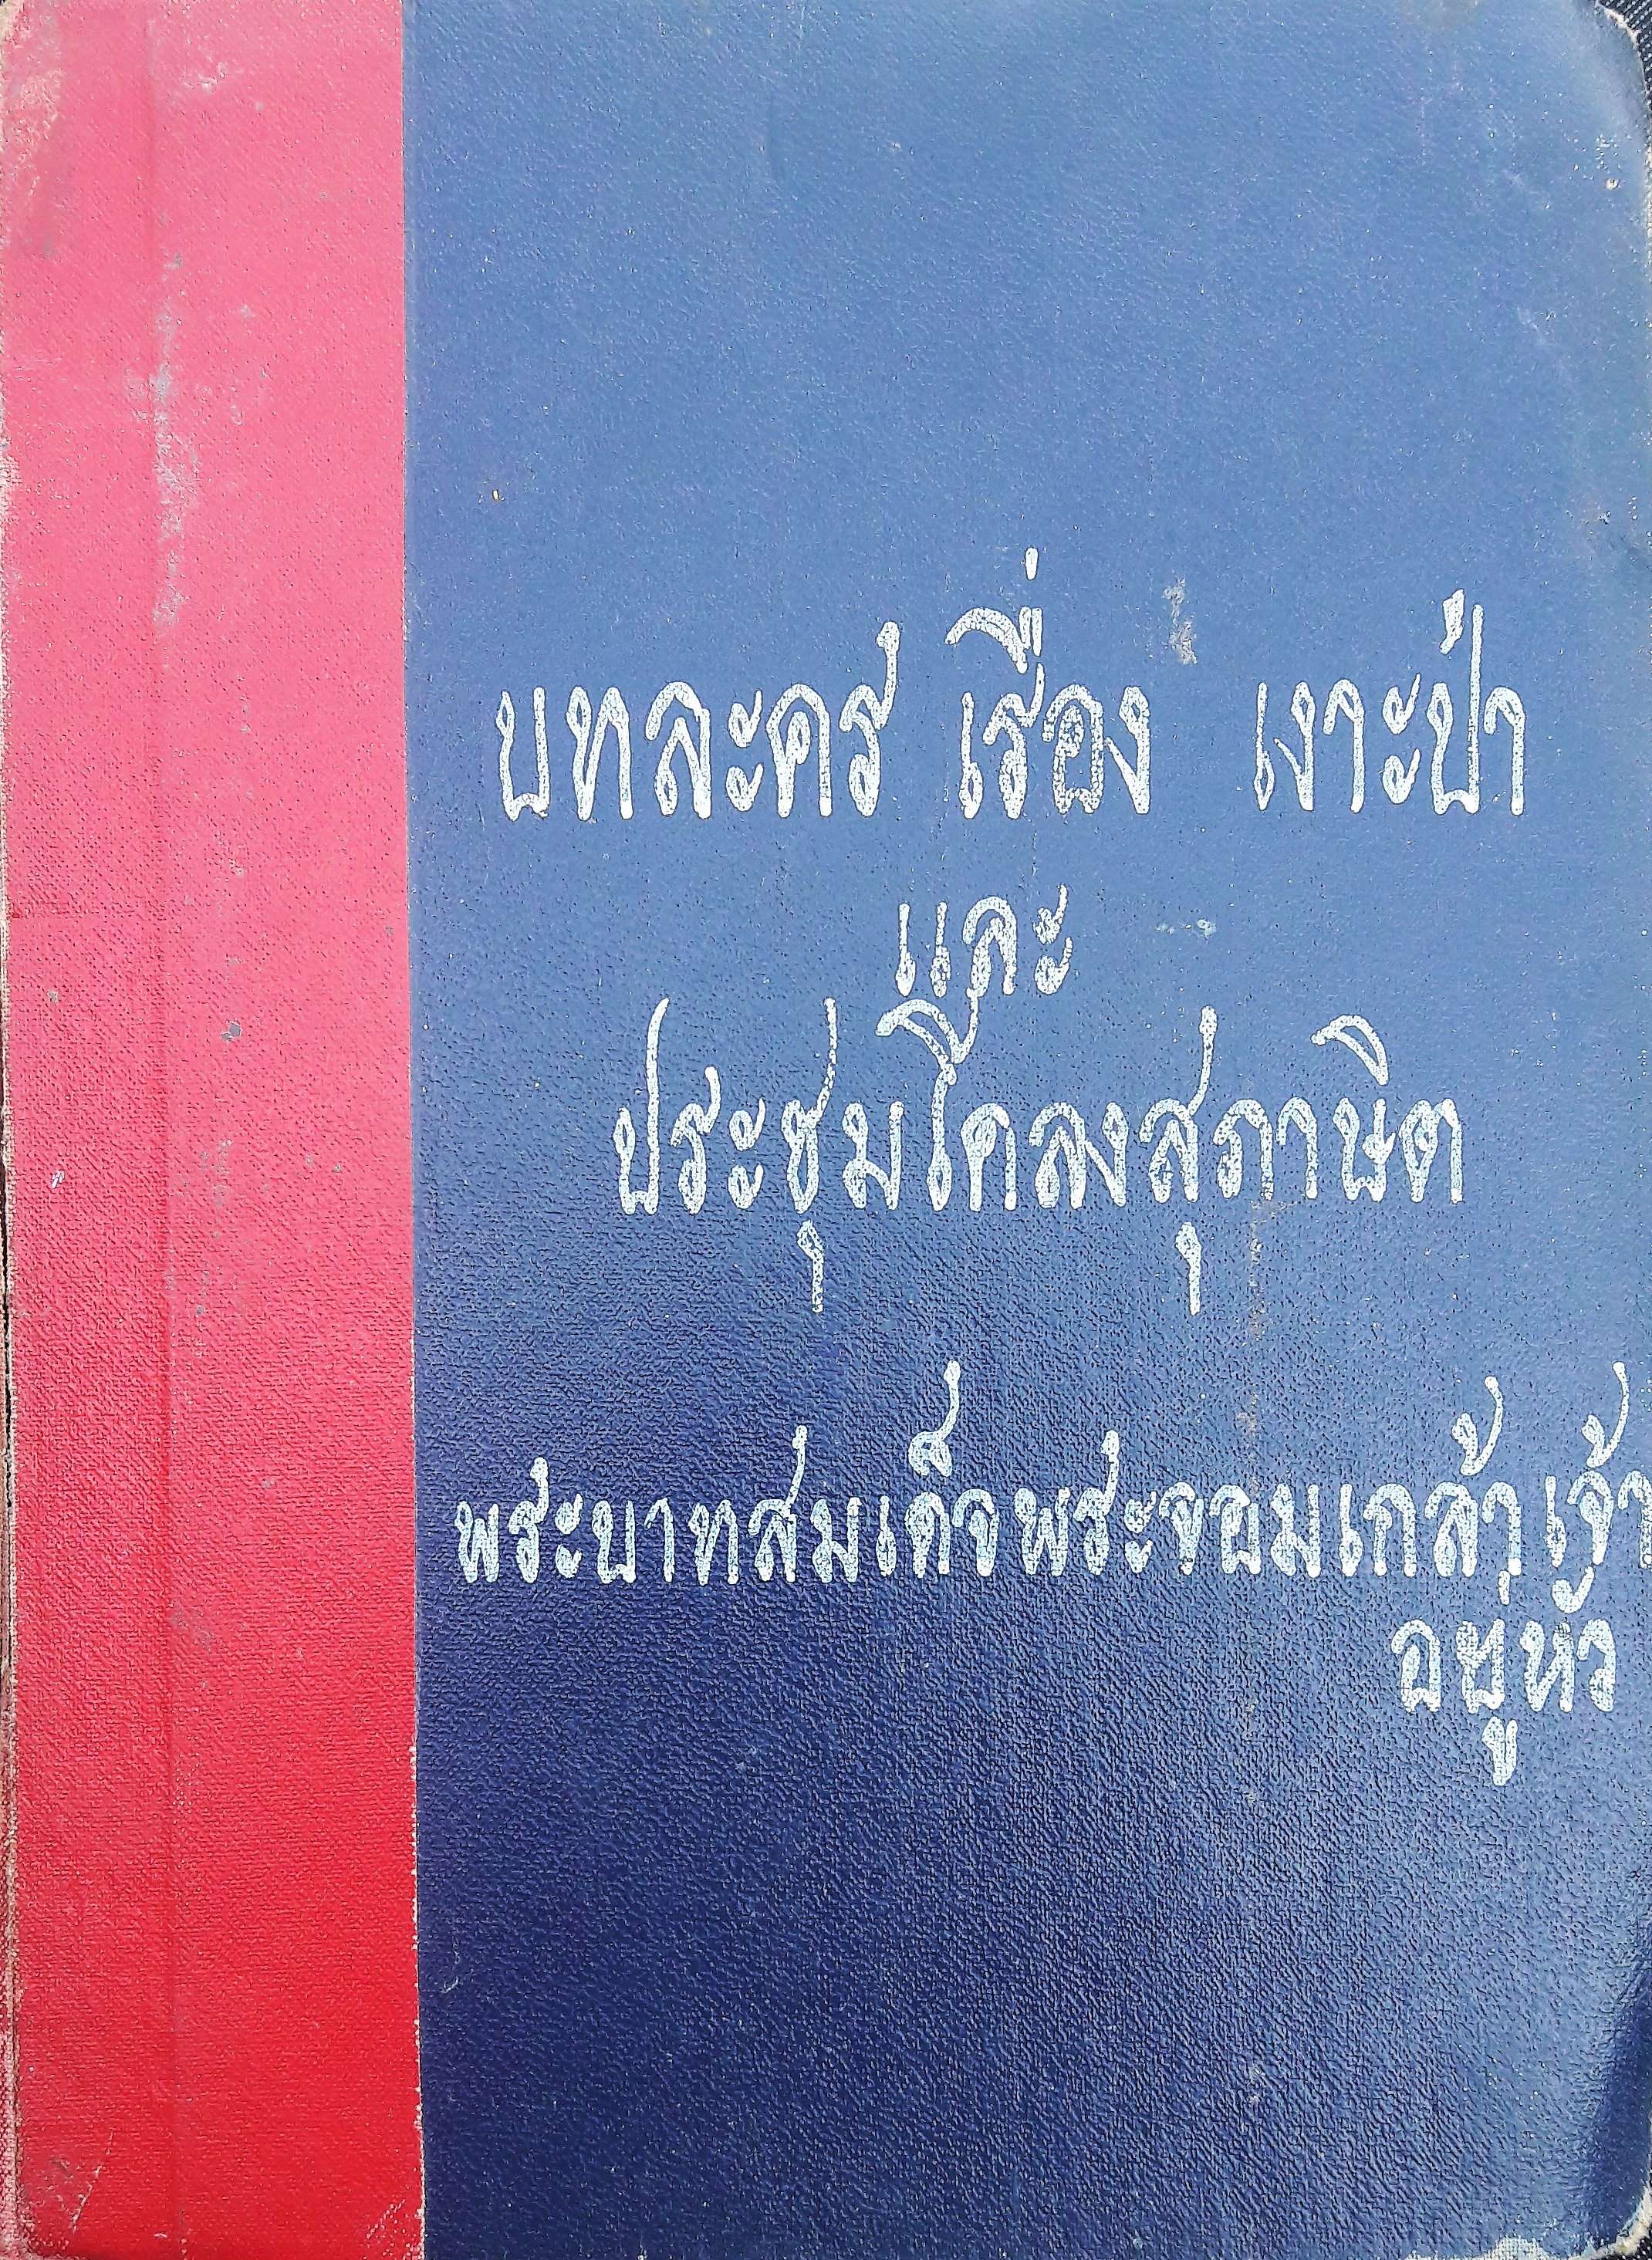 บทละคร เรื่อง เงาะป่า
และ
ประชุมโคลงสุภาษิต
พระบาทสมเด็จพระจอมเกล้าเจ้า
อยู่หัว